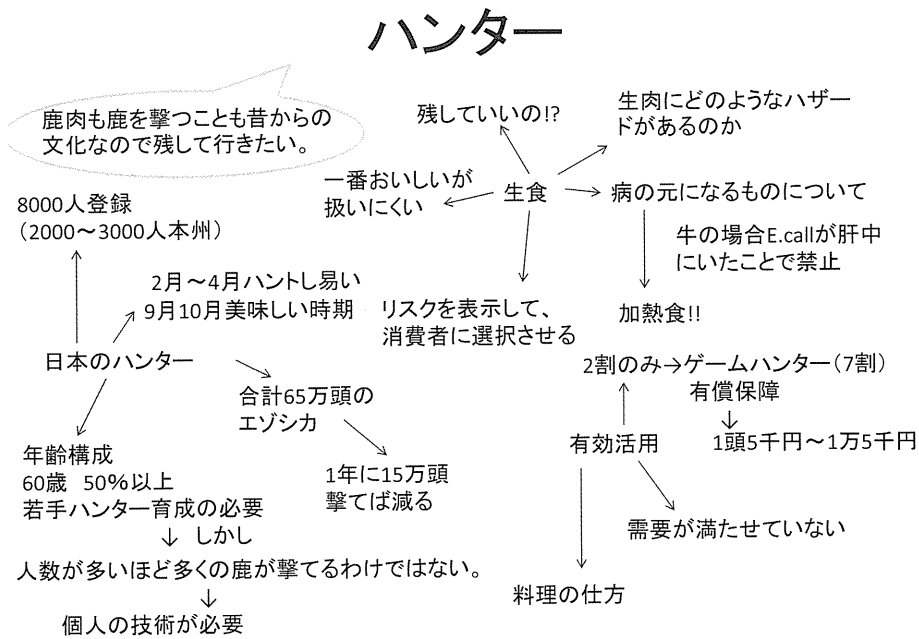 ハンター
鹿肉も鹿を撃つことも昔からの
文化なので残して行きたい。
8000人登録
（2000～3000人本州）
2月～4月ハントし易い
9月10月美味しい時期
日本のハンター
合計65万頭の
エゾシカ
1年に15万頭
撃てば減る
年齢構成
60歳 50％以上
若手ハンター育成の必要
↓ しかし
人数が多いほど多くの鹿が撃てるわけではない。
↓
個人の技術が必要
残していいの!?
生肉にどのようなハザー
ドがあるのか
一番おいしいが
扱いにくい
生食
病の元になるものについて
牛の場合E.callが肝中
にいたことで禁止
リスクを表示して、
消費者に選択させる
加熱食!!
2割のみ→ゲームハンター（7割）
有償保障
↓
1頭5千円～1万5千円
有効活用
需要が満たせていない
料理の仕方